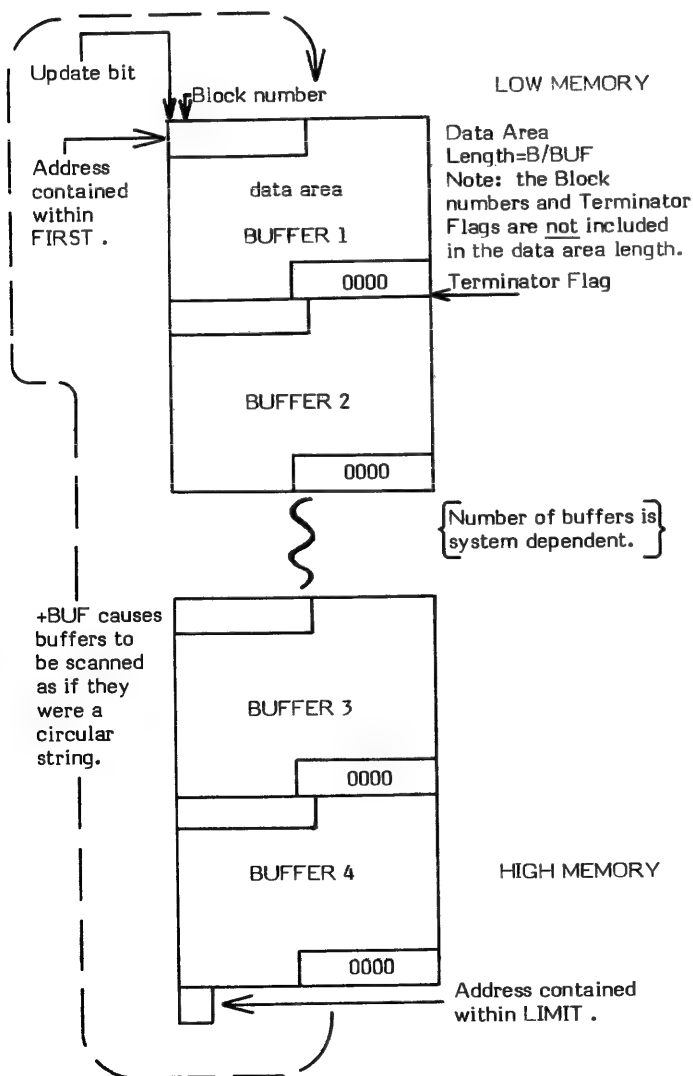 Update bit
Block number
LOW MEMORY
Address
contained
within
FIRST .
data area
BUFFER 1
0000
Data Area
Length=B/BUF
Note: the Block
numbers and Terminator
Flags are not included
in the data area length.
Terminator Flag
BUFFER 2
0000
Number of buffers is
system dependent.
+BUF causes
buffers to
be scanned
as if they
were a
circular
string.
BUFFER 3
0000
BUFFER 4
HIGH MEMORY
0000
Address contained
within LIMIT .